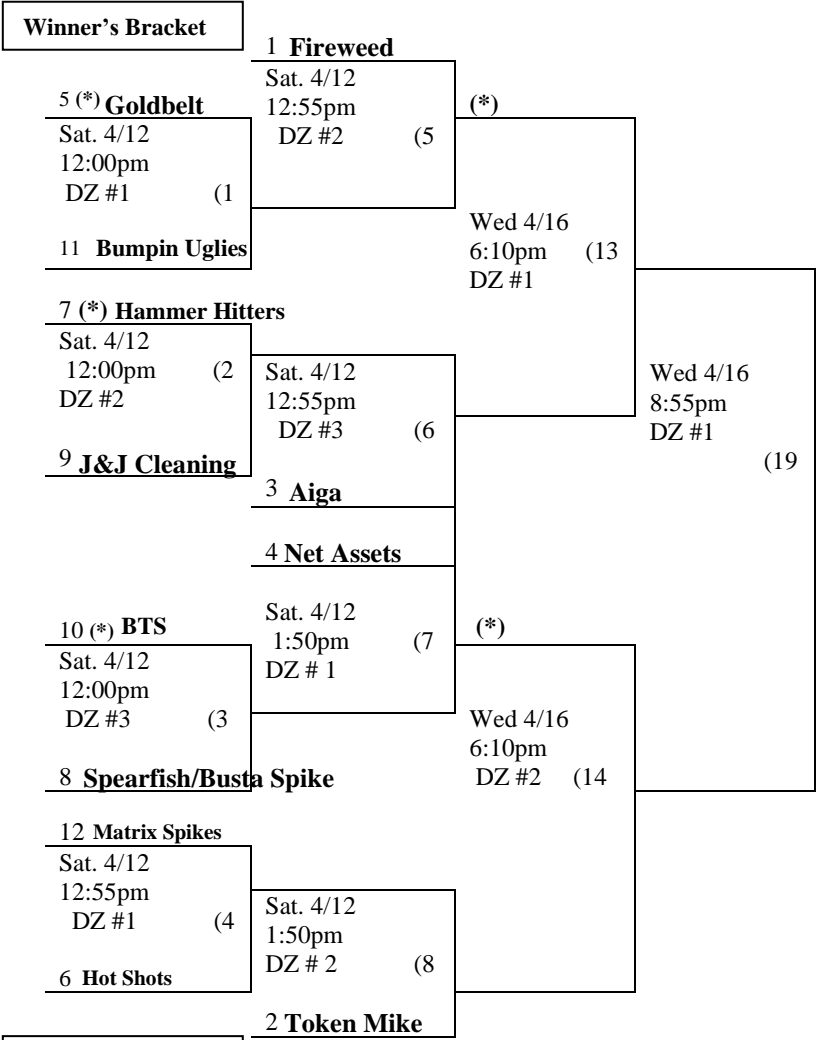 Winner's Bracket
1 Fireweed
Sat. 4/12
12:55pm
DZ #2 (5
5 (*) Goldbelt
Sat. 4/12
12:00pm
DZ #1 (1
11 Bumpin Uglies
(*)
Wed 4/16
6:10pm (13
DZ #1
7 (*) Hammer Hitters
Sat. 4/12
12:00pm (2
DZ #2
9 J&J Cleaning
Sat. 4/12
12:55pm
DZ #3 (6
3 Aiga
Wed 4/16
8:55pm
DZ #1
(19
4 Net Assets
Sat. 4/12
1:50pm (7
DZ # 1
10 (*) BTS
Sat. 4/12
12:00pm
DZ #3 (3
8 Spearfish/Busta Spike
(*)
Wed 4/16
6:10pm
DZ #2 (14
12 Matrix Spikes
Sat. 4/12
12:55pm
DZ #1 (4
6 Hot Shots
Sat. 4/12
1:50pm
DZ # 2 (8
2 Token Mike